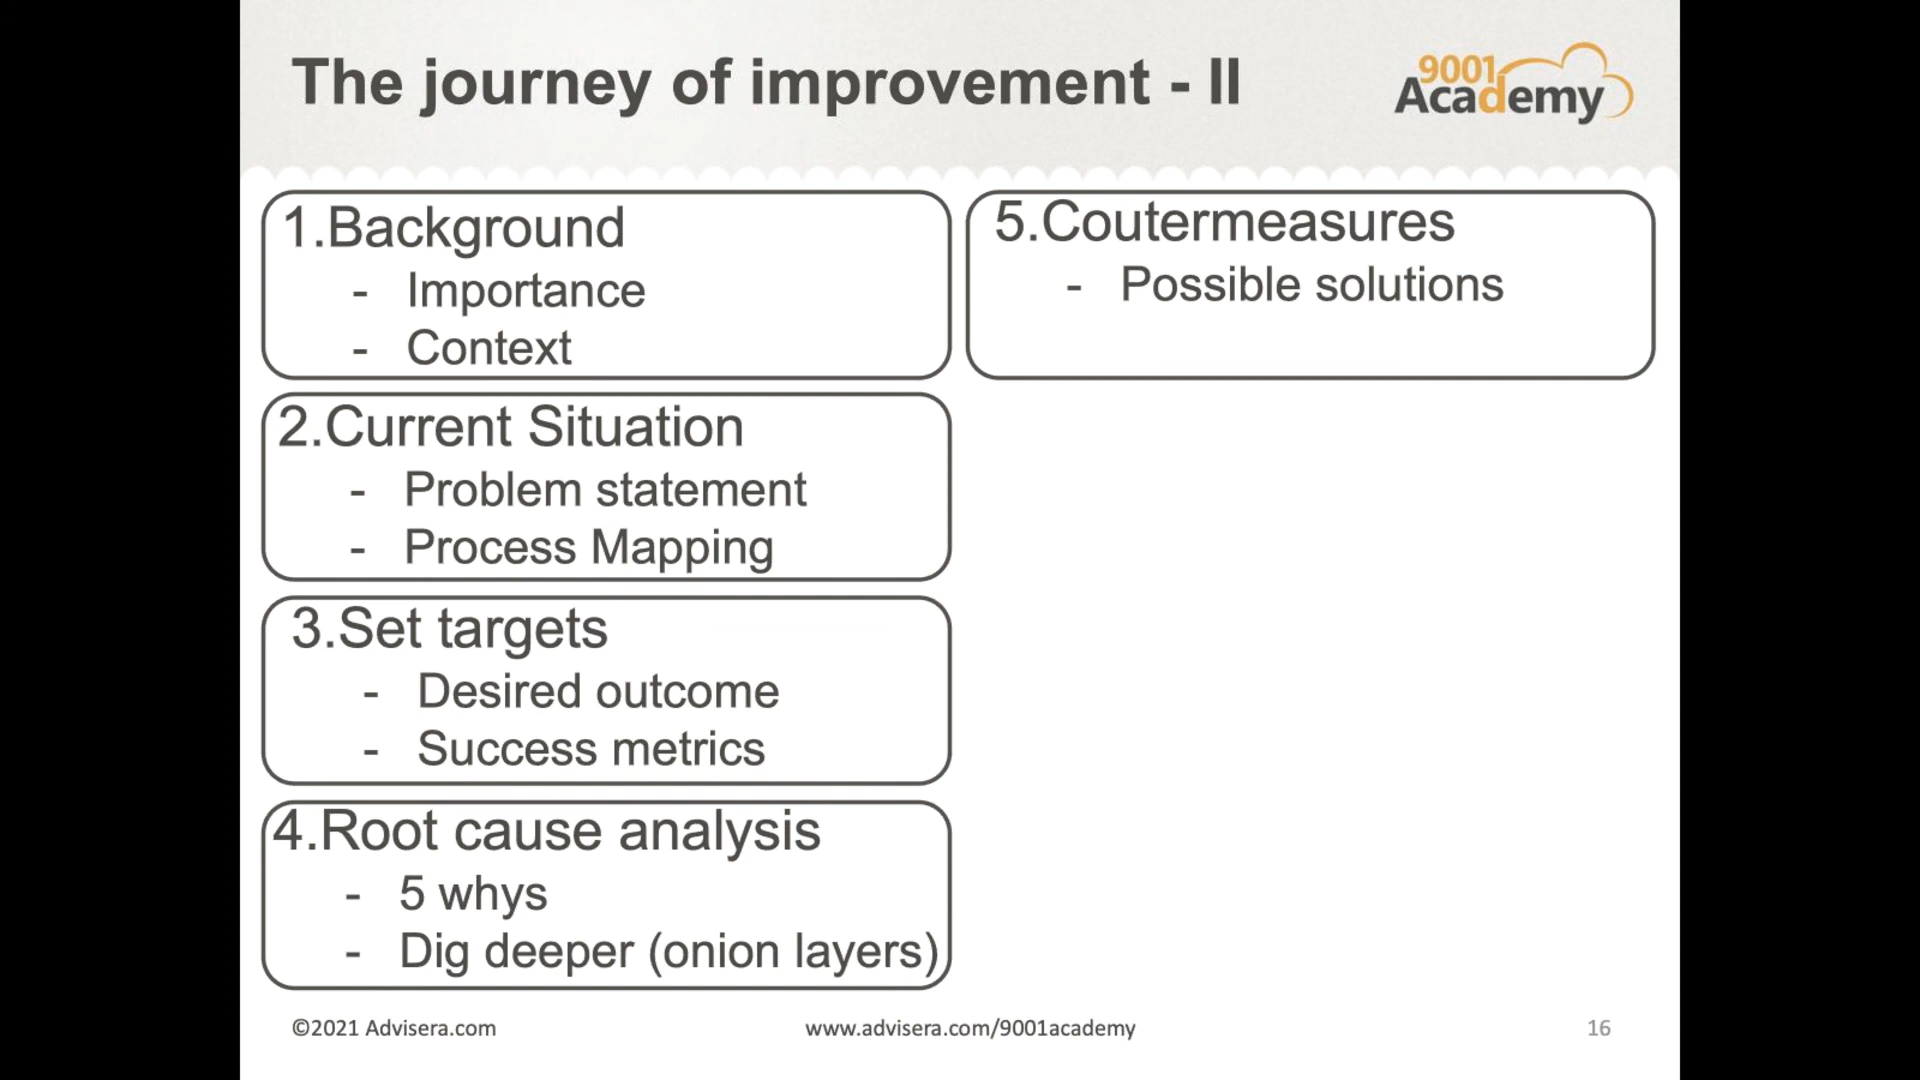 The journey of improvement - II
9001
Academy
1.Background
- Importance
- Context
2.Current Situation
- Problem statement
- Process Mapping
3.Set targets
- Desired outcome
- Success metrics
4.Root cause analysis
- 5 whys
- Dig deeper (onion layers)
5.Coutermeasures
- Possible solutions
©2021 Advisera.com
www.advisera.com/9001academy
16